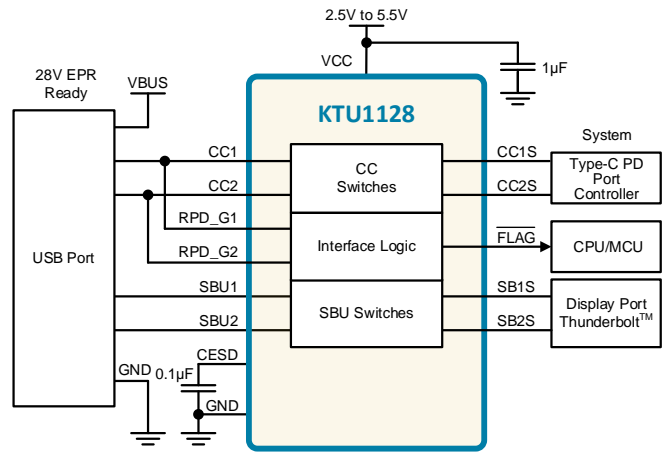 2.5V to 5.5V
VCC
1µF
28V EPR
Ready
VBUS
KTU1128
System
CC1
CC
Switches
CC1S
Type-C PD
Port
Controller
CC2
CC2S
RPD_G1
Interface Logic
FLAG
CPU/MCU
USB Port
RPD_G2
SBU1
SBU Switches
SB1S
Display Port
Thunderbolt™
SBU2
SB2S
CESD
GND
0.1µF
GND